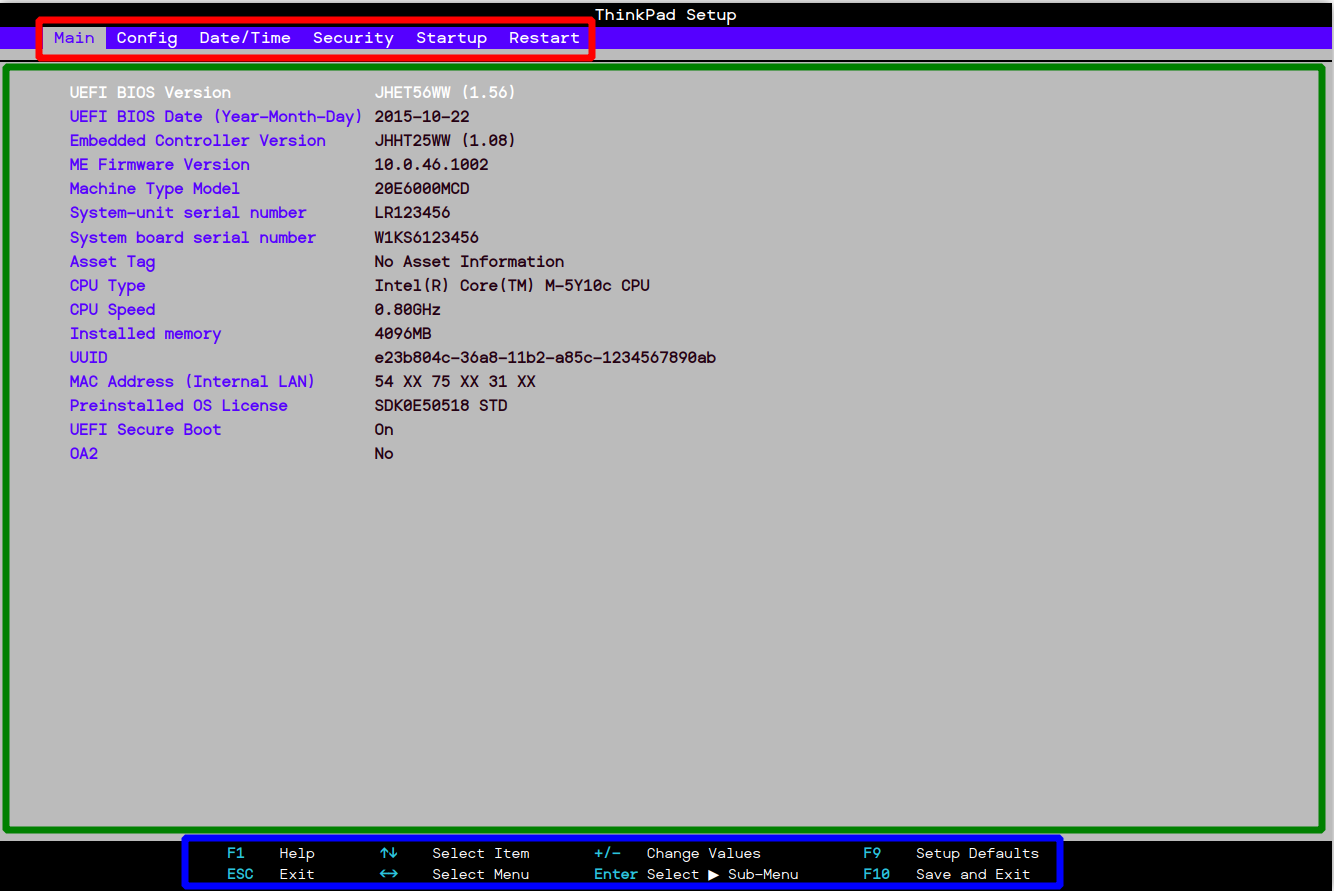 ThinkPad Setup
Main Config Date/Time Security Startup Restart
UEFI BIOS Version JHET56WW (1.56)
UEFI BIOS Date (Year-Month-Day) 2015-10-22
Embedded Controller Version JHHT25WW (1.08)
ME Firmware Version 10.0.46.1002
Machine Type Model 20E6000MCD
System-unit serial number LR123456
System board serial number W1KS6123456
Asset Tag No Asset Information
CPU Type Intel(R) Core(TM) M-5Y10c CPU
CPU Speed 0.80GHz
Installed memory 4096MB
UUID e23b804c-36a8-11b2-a85c-1234567890ab
MAC Address (Internal LAN) 54 XX 75 XX 31 XX
Preinstalled OS License SDK0E50518 STD
UEFI Secure Boot On
OA2 No
F1 Help ↑↓ Select Item +/- Change Values F9 Setup Defaults
ESC Exit ↔ Select Menu Enter Select ▶ Sub-Menu F10 Save and Exit